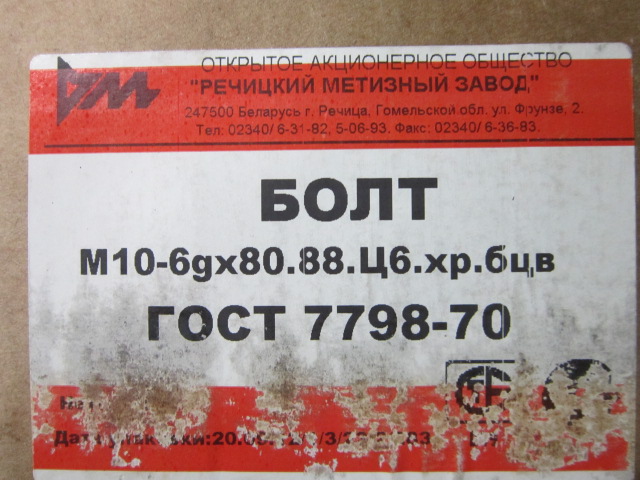 ОТКРЫТОЕ АКЦИОНЕРНОЕ ОБЩЕСТВО
"РЕЧИЦКИЙ МЕТИЗНЫЙ ЗАВОД"
247500 Беларусь г. Речица, Гомельской обл. ул. Фрунзе, 2.
Тел: 02340/ 6-31-82, 5-06-93. Факс: 02340/ 6-36-83.
БОЛТ
М10-6gх80.88.Ц6.хр.бцв
ГОСТ 7798-70